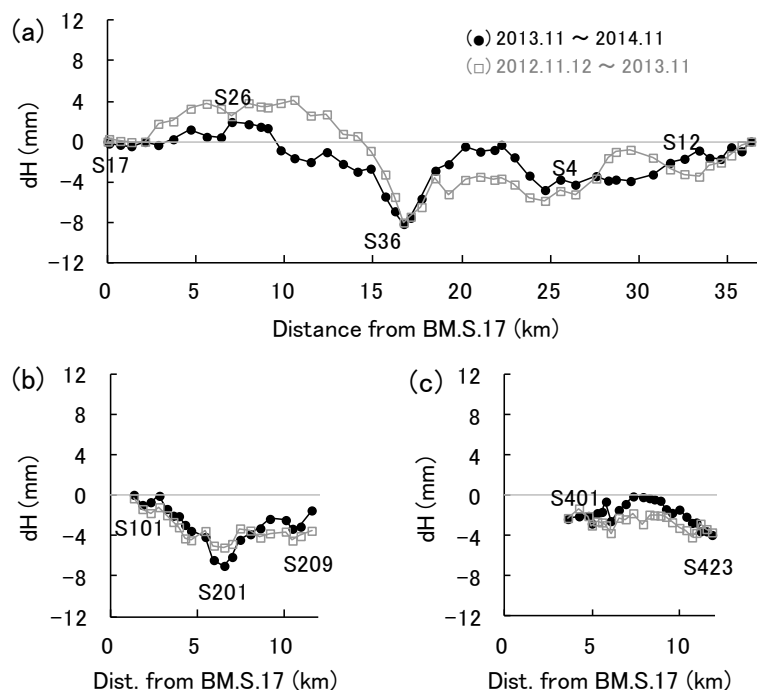 (a)
12
8
4
0
−4
−8
−12
dH (mm)
(●) 2013.11 ～ 2014.11
(□) 2012.11.12 ～ 2013.11
S26
S17
S12
S4
S36
0 5 10 15 20 25 30 35
Distance from BM.S.17 (km)
(b)
12
8
4
0
−4
−8
−12
dH (mm)
S101
S201
S209
0 5 10
Dist. from BM.S.17 (km)
(c)
12
8
4
0
−4
−8
−12
dH (mm)
S401
S423
0 5 10
Dist. from BM.S.17 (km)